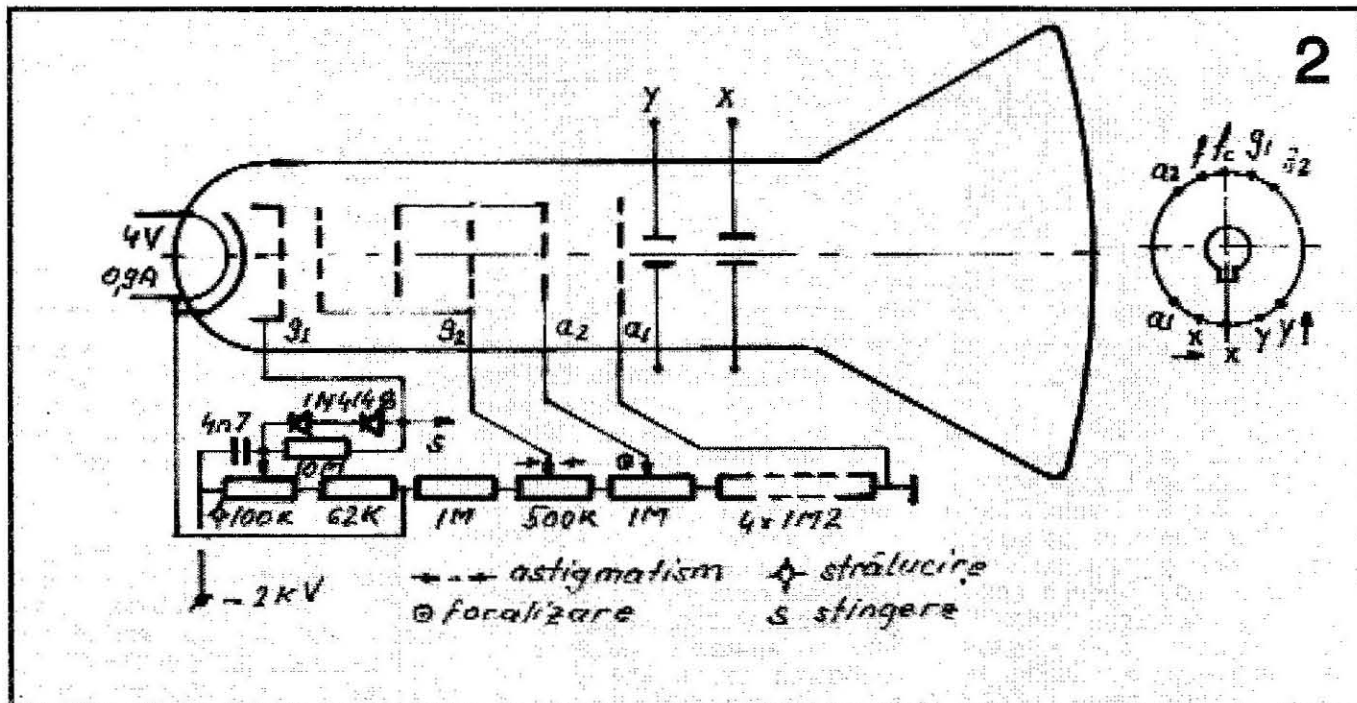 2
Y X
4V
0,9A
g1 g2 a2 a1
a2 f f c g1 g2
a1 x x y y
1N4148
4n7
10M
S
100K 62K 1M 500K 1M 4x1M2
-2KV
astigmatism
strălucire
focalizare
S stingere